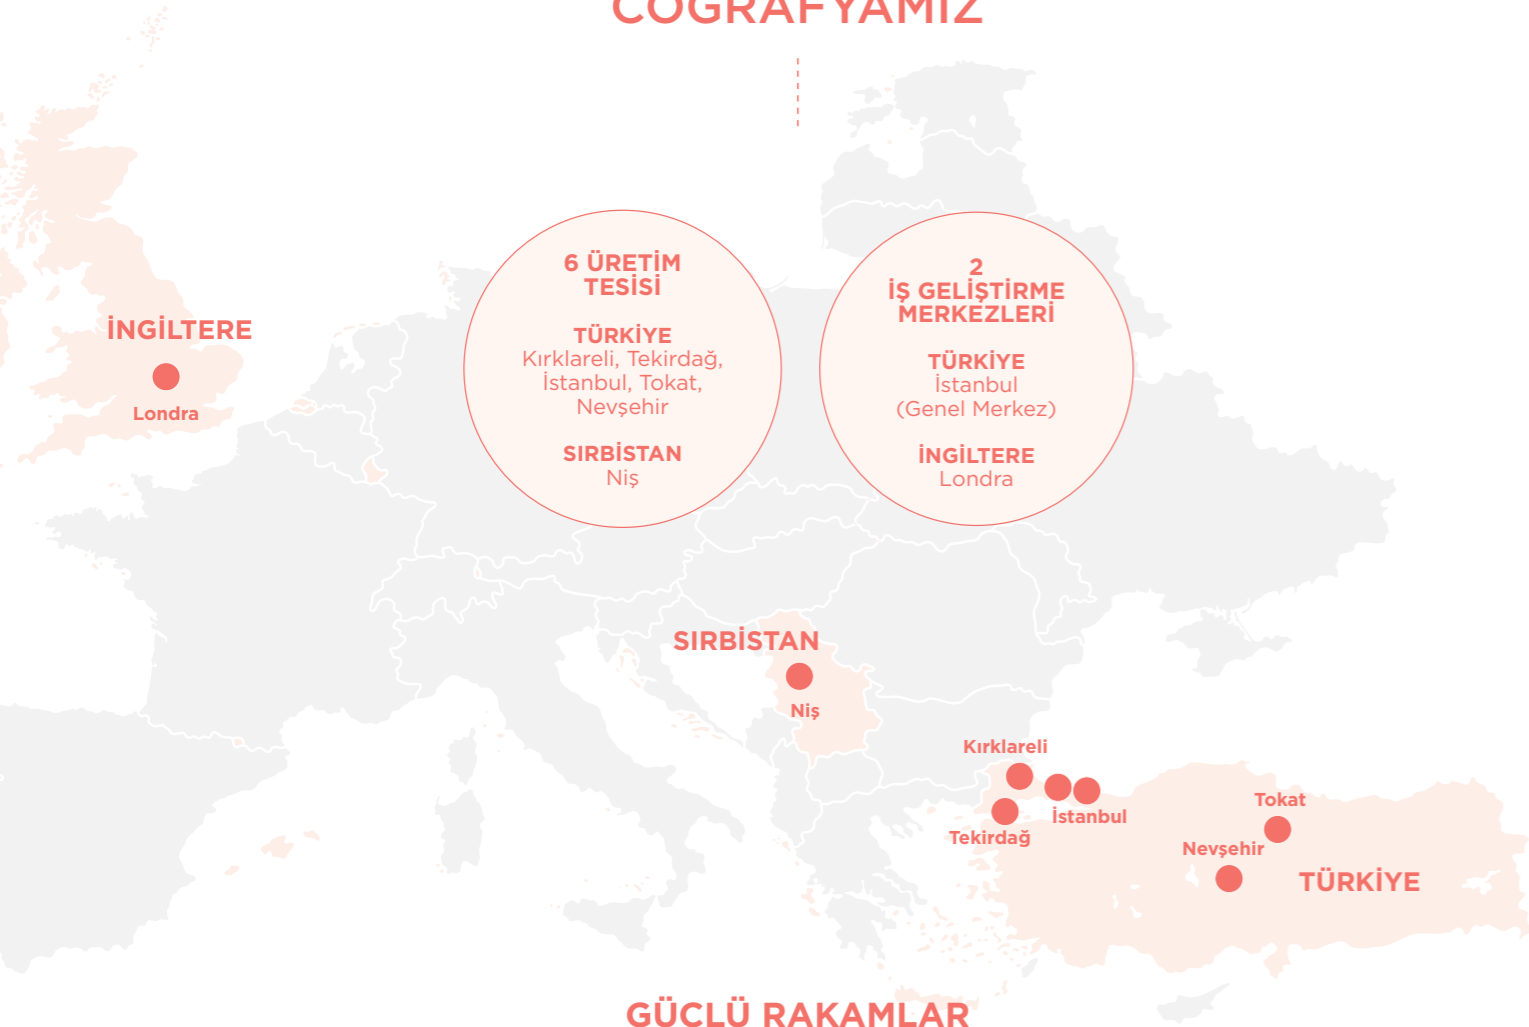 COĞRAFYAMIZ
6 ÜRETİM
TESİSİ
TÜRKİYE
Kırklareli, Tekirdağ,
İstanbul, Tokat,
Nevşehir
SIRBİSTAN
Niş
2
İŞ GELİŞTİRME
MERKEZLERİ
TÜRKİYE
İstanbul
(Genel Merkez)
İNGİLTERE
Londra
İNGİLTERE
Londra
SIRBİSTAN
Niş
Kırklareli
İstanbul
Tekirdağ
Tokat
Nevşehir
TÜRKİYE
GÜÇLÜ RAKAMLAR